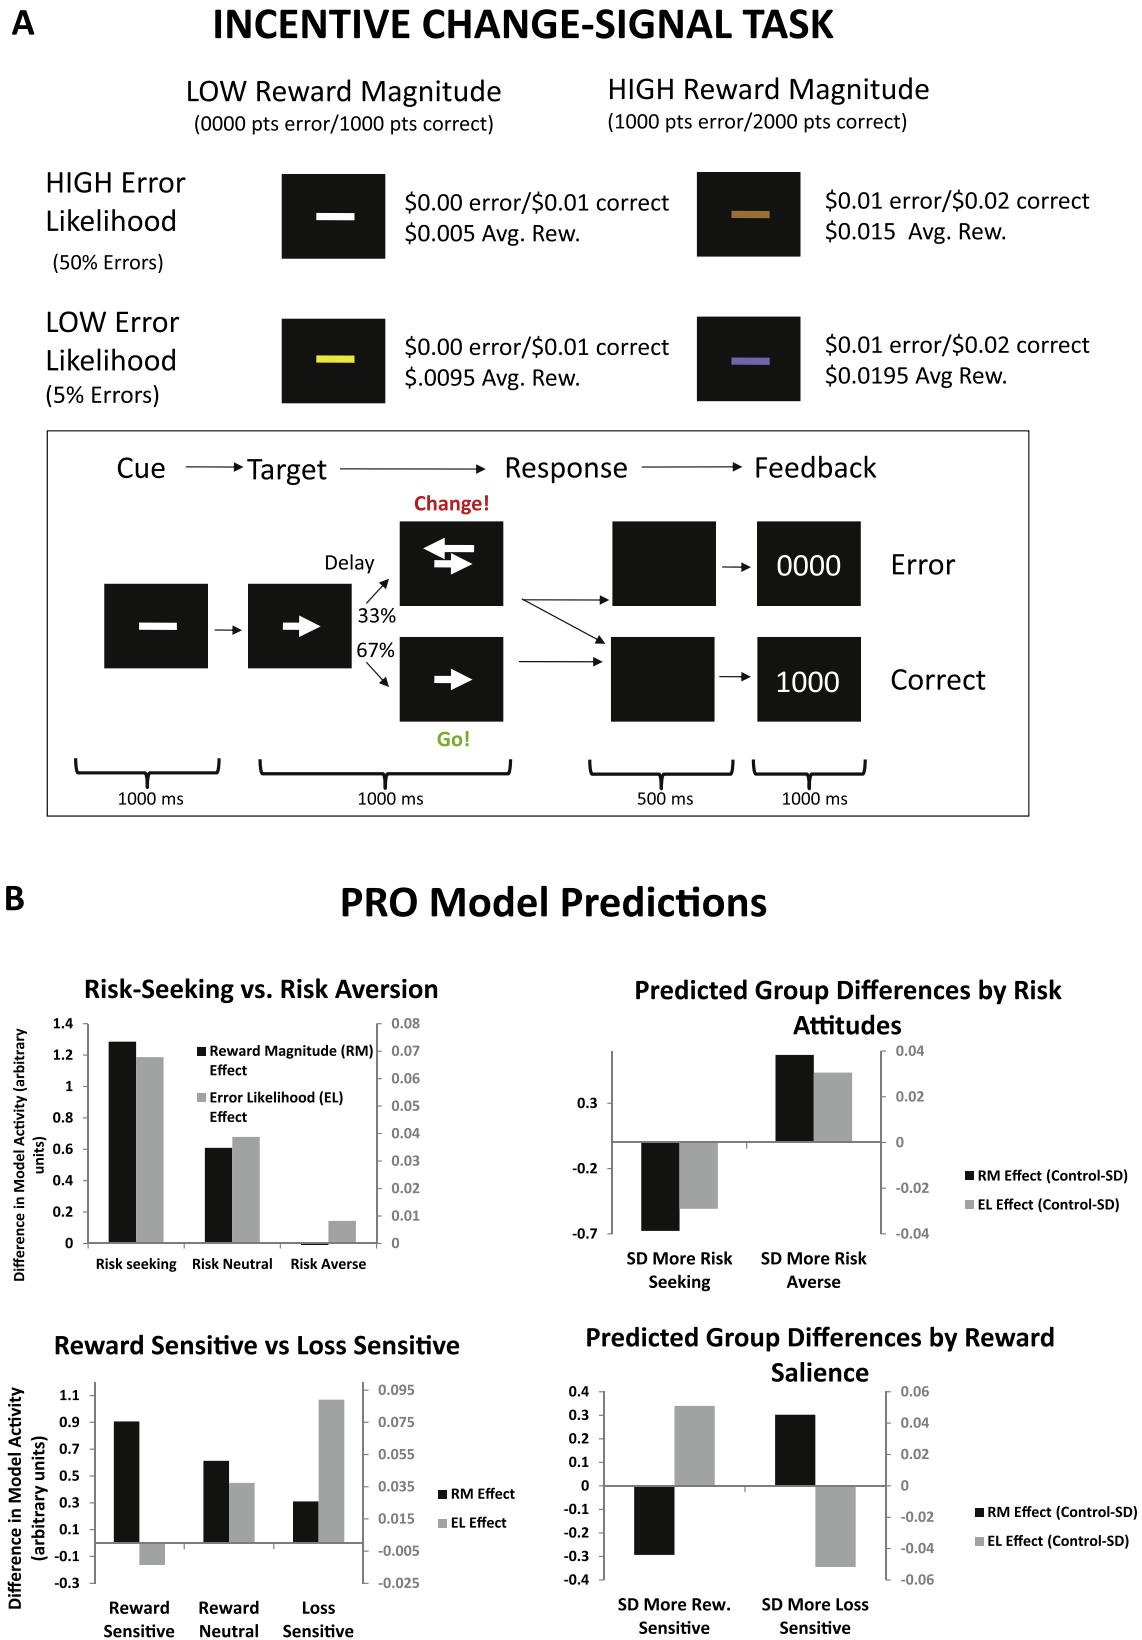 A
INCENTIVE CHANGE-SIGNAL TASK
LOW Reward Magnitude
(0000 pts error/1000 pts correct)
HIGH Reward Magnitude
(1000 pts error/2000 pts correct)
HIGH Error
Likelihood
(50% Errors)
$0.00 error/$0.01 correct
$0.005 Avg. Rew.
$0.01 error/$0.02 correct
$0.015 Avg. Rew.
LOW Error
Likelihood
(5% Errors)
$0.00 error/$0.01 correct
$.0095 Avg. Rew.
$0.01 error/$0.02 correct
$0.0195 Avg Rew.
Cue
Target
Response
Feedback
Change!
Delay
33%
67%
Go!
0000
Error
1000
Correct
1000 ms
1000 ms
500 ms
1000 ms
B
PRO Model Predictions
Risk-Seeking vs. Risk Aversion
Difference in Model Activity (arbitrary
units)
1.4
1.2
1
0.8
0.6
0.4
0.2
0
0.08
0.07
0.06
0.05
0.04
0.03
0.02
0.01
0
Reward Magnitude (RM)
Effect
Error Likelihood (EL)
Effect
Risk seeking
Risk Neutral
Risk Averse
Predicted Group Differences by Risk
Attitudes
0.3
-0.2
-0.7
0.04
0.02
0
-0.02
-0.04
RM Effect (Control-SD)
EL Effect (Control-SD)
SD More Risk
Seeking
SD More Risk
Averse
Reward Sensitive vs Loss Sensitive
Difference in Model Activity
(arbitrary units)
1.1
0.9
0.7
0.5
0.3
0.1
-0.1
-0.3
0.095
0.075
0.055
0.035
0.015
-0.005
-0.025
RM Effect
EL Effect
Reward
Sensitive
Reward
Neutral
Loss
Sensitive
Predicted Group Differences by Reward
Salience
0.4
0.3
0.2
0.1
0
-0.1
-0.2
-0.3
-0.4
0.06
0.04
0.02
0
-0.02
-0.04
-0.06
RM Effect (Control-SD)
EL Effect (Control-SD)
SD More Rew.
Sensitive
SD More Loss
Sensitive